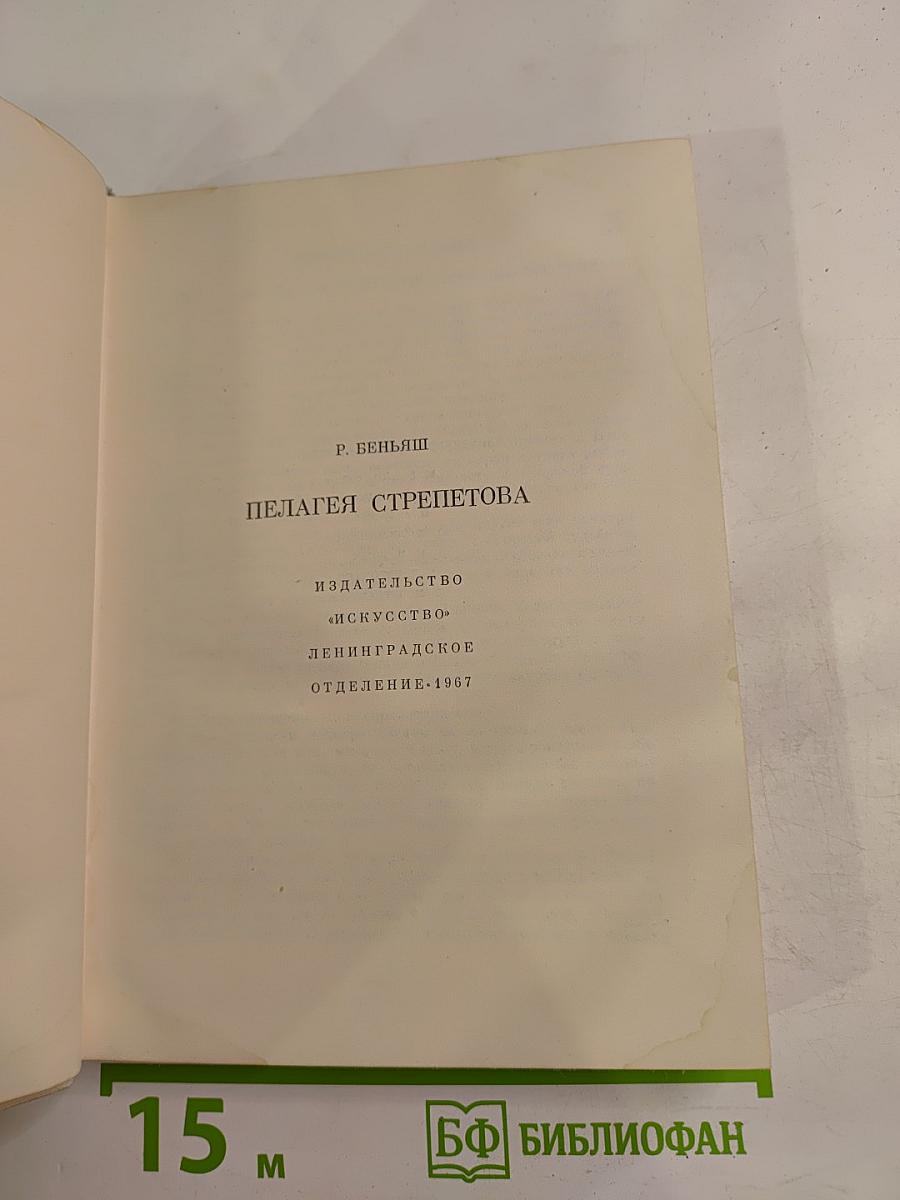 Р. БЕНЬЯШ
ПЕЛАГЕЯ СТРЕПЕТОВА
ИЗДАТЕЛЬСТВО
«ИСКУССТВО»
ЛЕНИНГРАДСКОЕ
ОТДЕЛЕНИЕ·1967
15 м
БФ БИБЛИОФАН